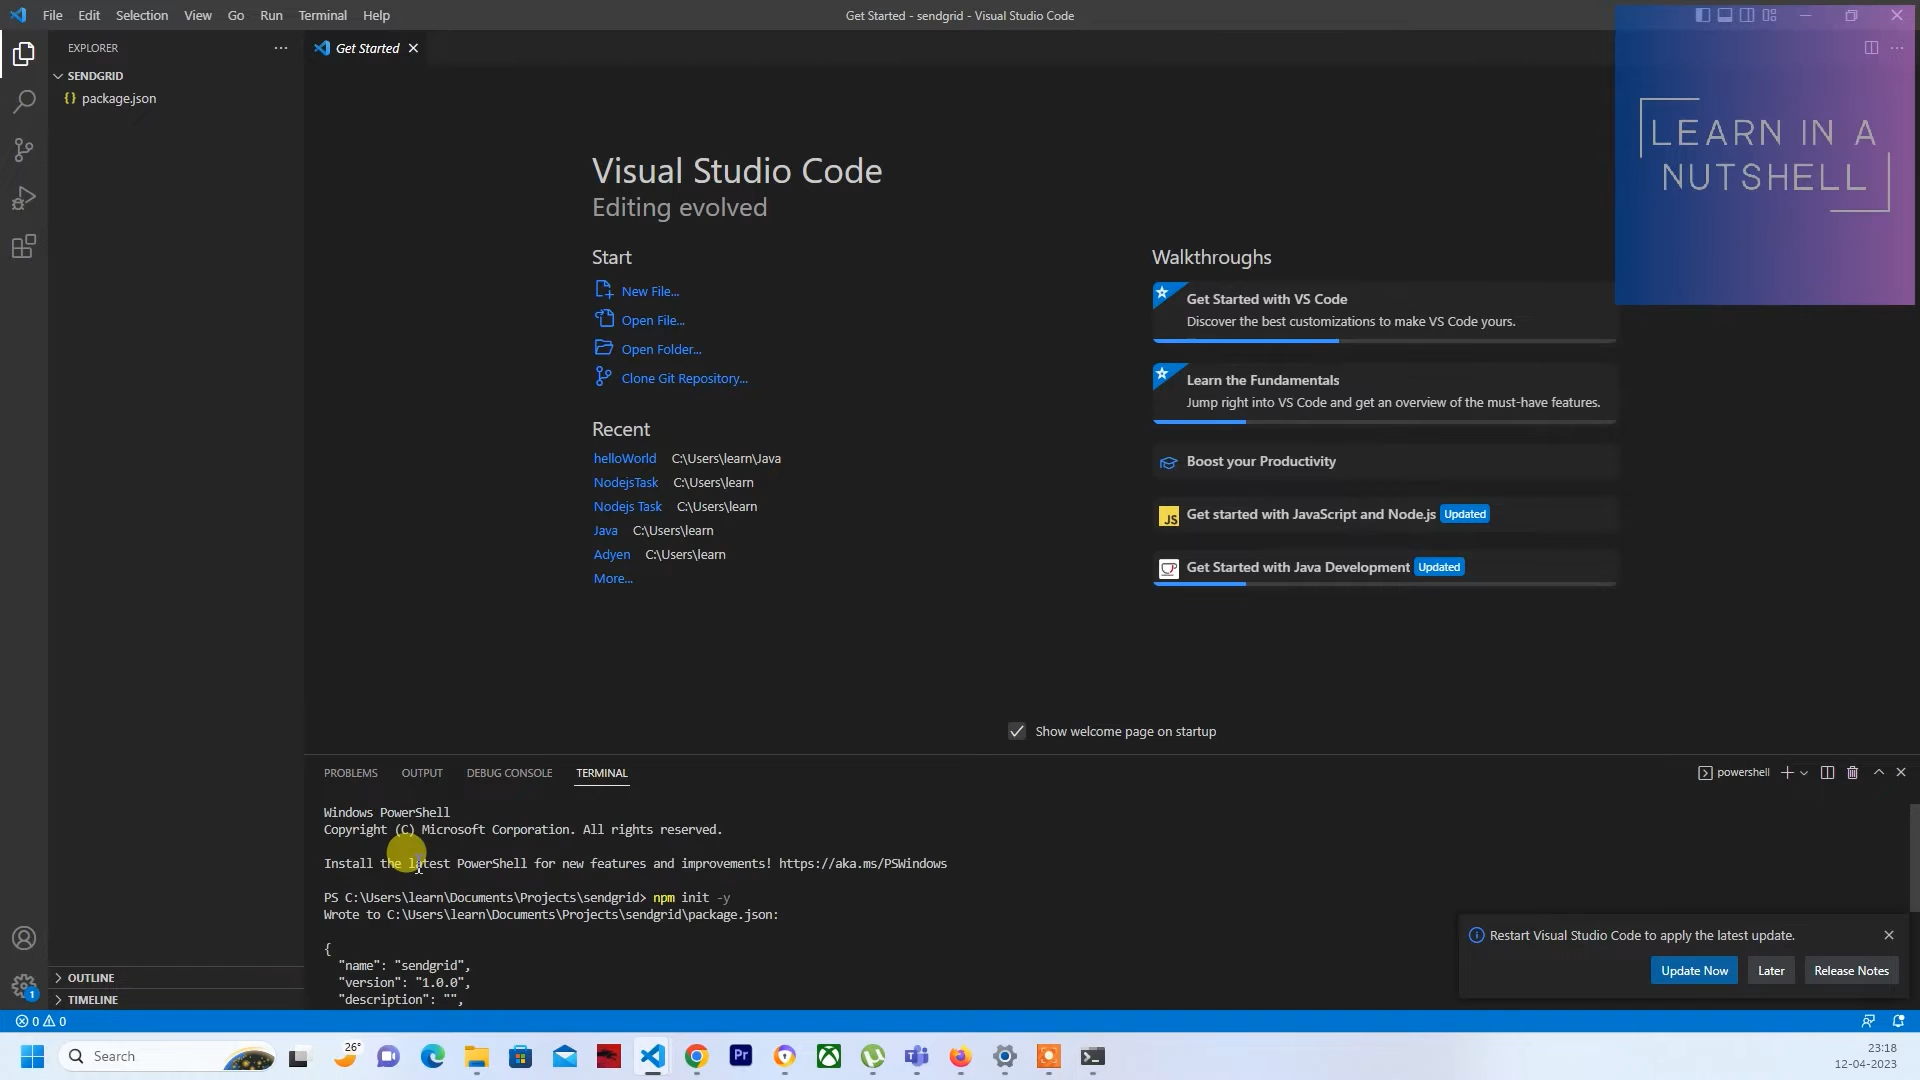 File Edit Selection View Go Run Terminal Help
Get Started - sendgrid - Visual Studio Code
EXPLORER
Get Started
SENDGRID
{} package.json
LEARN IN A
NUTSHELL
Visual Studio Code
Editing evolved
Start
New File...
Open File...
Open Folder...
Clone Git Repository...
Recent
helloWorld C:\Users\learn\Java
NodejsTask C:\Users\learn
Nodejs Task C:\Users\learn
Java C:\Users\learn
Adyen C:\Users\learn
More...
Walkthroughs
Get Started with VS Code
Discover the best customizations to make VS Code yours.
Learn the Fundamentals
Jump right into VS Code and get an overview of the must-have features.
Boost your Productivity
JS Get started with JavaScript and Node.js Updated
Get Started with Java Development Updated
Show welcome page on startup
PROBLEMS OUTPUT DEBUG CONSOLE TERMINAL
powershell
Windows PowerShell
Copyright (C) Microsoft Corporation. All rights reserved.
Install the latest PowerShell for new features and improvements! https://aka.ms/PSWindows
PS C:\Users\learn\Documents\Projects\sendgrid> npm init -y
Wrote to C:\Users\learn\Documents\Projects\sendgrid\package.json:
{
"name": "sendgrid",
"version": "1.0.0",
"description": "",
Restart Visual Studio Code to apply the latest update.
Update Now Later Release Notes
OUTLINE
1
TIMELINE
0 0
Search
26°
Pr
23:18
12-04-2023